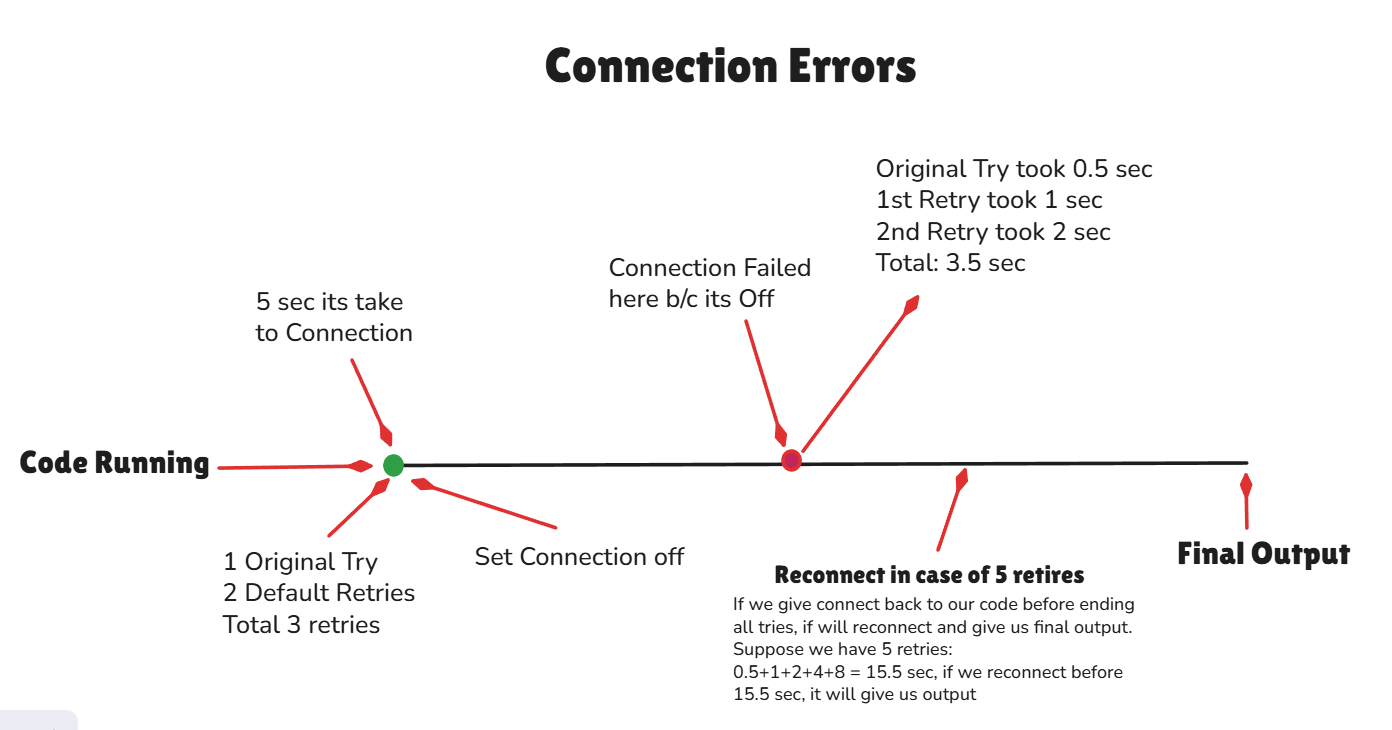 Connection Errors
Original Try took 0.5 sec
1st Retry took 1 sec
2nd Retry took 2 sec
Total: 3.5 sec
Connection Failed
here b/c its Off
5 sec its take
to Connection
Code Running
1 Original Try
2 Default Retries
Total 3 retries
Set Connection off
Reconnect in case of 5 retires
If we give connect back to our code before ending
all tries, if will reconnect and give us final output.
Suppose we have 5 retries:
0.5+1+2+4+8 = 15.5 sec, if we reconnect before
15.5 sec, it will give us output
Final Output